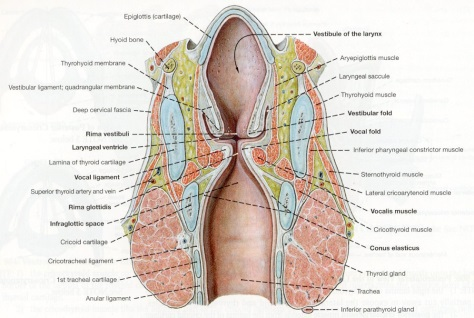 Epiglottis (cartilage)
Hyoid bone
Thyrohyoid membrane
Vestibular ligament; quadrangular membrane
Deep cervical fascia
Rima vestibuli
Laryngeal ventricle
Lamina of thyroid cartilage
Vocal ligament
Superior thyroid artery and vein
Rima glottidis
Infraglottic space
Cricoid cartilage
Cricotracheal ligament
1st tracheal cartilage
Anular ligament
Vestibule of the larynx
Aryepiglottis muscle
Laryngeal saccule
Thyrohyoid muscle
Vestibular fold
Vocal fold
Inferior pharyngeal constrictor muscle
Sternothyroid muscle
Lateral cricoarytenoid muscle
Vocalis muscle
Cricothyroid muscle
Conus elasticus
Thyroid gland
Trachea
Inferior parathyroid gland